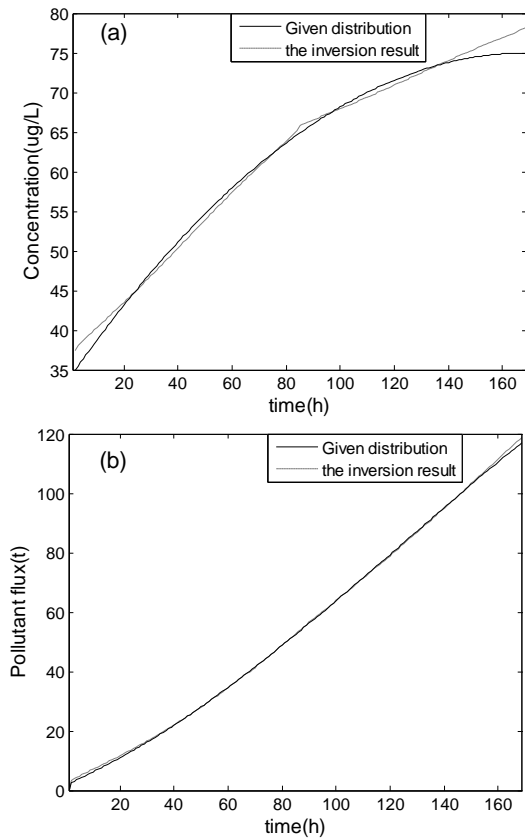 (a)
Given distribution
the inversion result
Concentration(ug/L)
80
75
70
65
60
55
50
45
40
35
20 40 60 80 100 120 140 160
time(h)
(b)
Given distribution
the inversion result
Pollutant flux(t)
120
100
80
60
40
20
0
20 40 60 80 100 120 140 160
time(h)